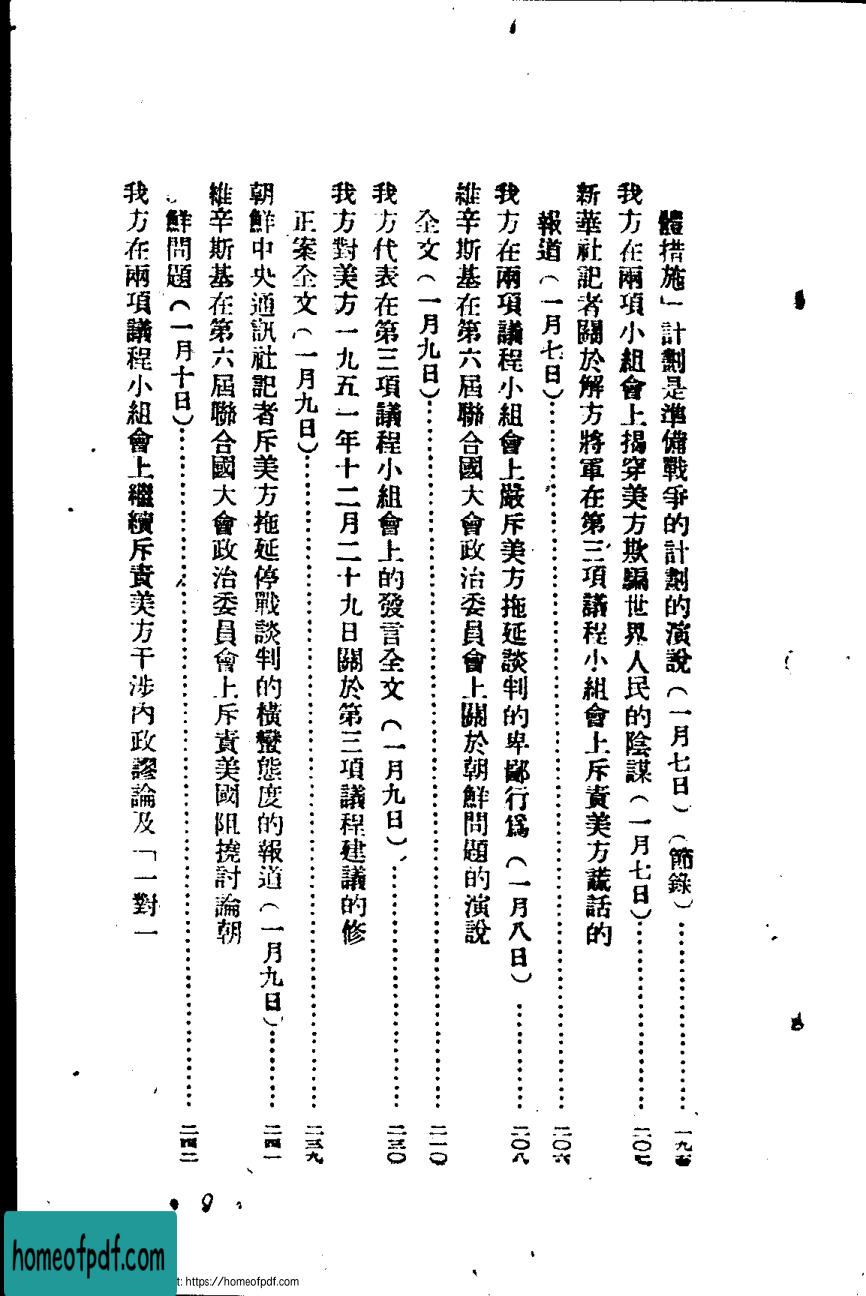 體措施」計劃是準備戰爭的計劃的演說(一月七日)(節錄)…………一九五
我方在兩項小組會上揭穿美方欺騙世界人民的陰謀(一月七日)…………二〇七
新華社記者關於解方將軍在第三項議程小組會上斥責美方謊話的
報道(一月七日)…………二〇六
我方在兩項議程小組會上嚴斥美方拖延談判的卑鄙行爲(一月八日)…………二〇八
維辛斯基在第六屆聯合國大會政治委員會上關於朝鮮問題的演說
全文(一月九日)…………二一〇
我方代表在第三項議程小組會上的發言全文(一月九日)…………二三〇
我方對美方一九五一年十二月二十九日關於第三項議程建議的修
正案全文(一月九日)…………二三九
朝鮮中央通訊社記者斥美方拖延停戰談判的橫蠻態度的報道(一月九日)…………二四一
維辛斯基在第六屆聯合國大會政治委員會上斥責美國阻撓討論朝
鮮問題(一月十日)…………二四二
我方在兩項議程小組會上繼續斥責美方干涉內政謬論及「一對一
9
homeofpdf.com
t: https://homeofpdf.com